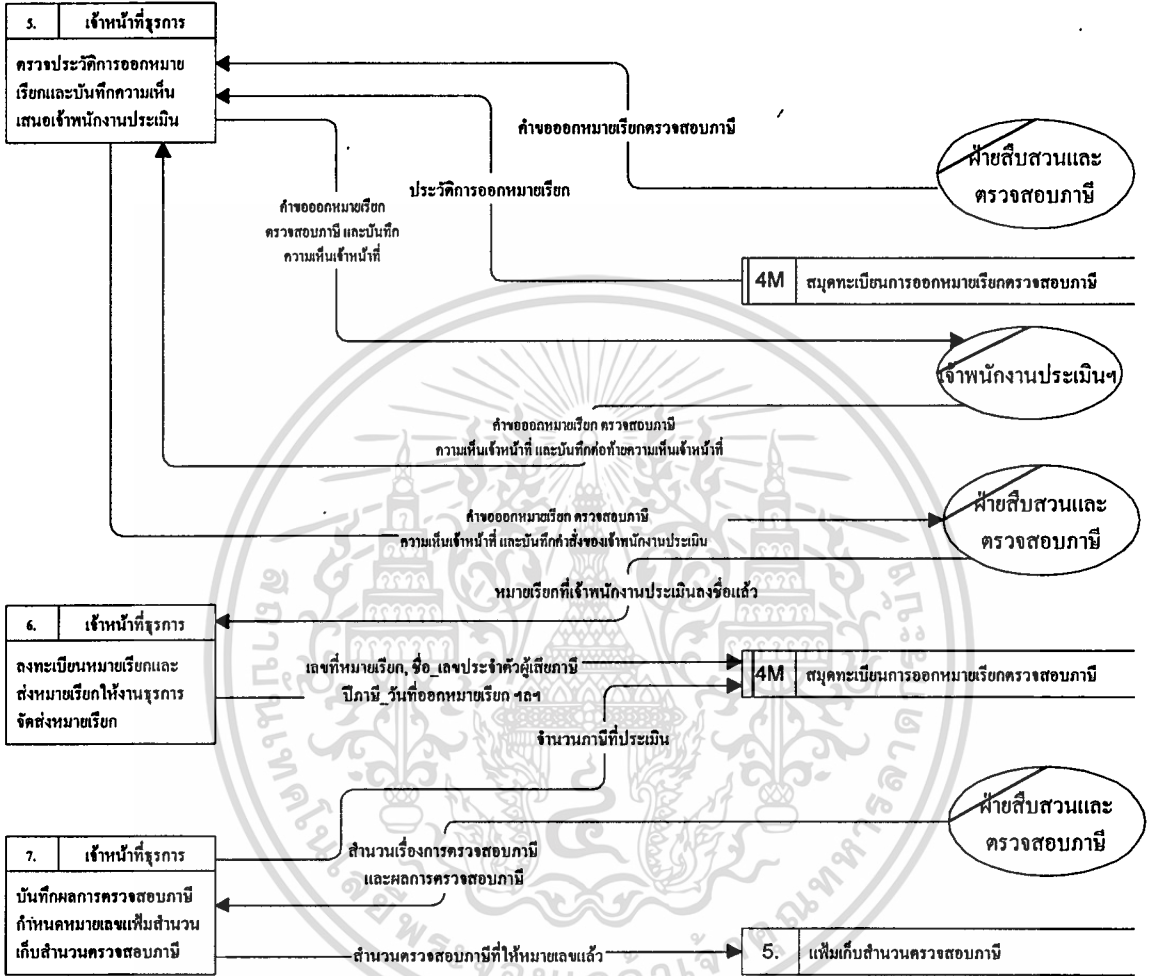 5. เจ้าหน้าที่ธุรการ
ตรวจประวัติการออกหมาย
เรียกและบันทึกความเห็น
เสนอเจ้าพนักงานประเมิน
คำขอออกหมายเรียกตรวจสอบภาษี
ฝ่ายสืบสวนและ
ตรวจสอบภาษี
ประวัติการออกหมายเรียก
คำขอออกหมายเรียก
ตรวจสอบภาษี และบันทึก
ความเห็นเจ้าหน้าที่
4M สมุดทะเบียนการออกหมายเรียกตรวจสอบภาษี
เจ้าพนักงานประเมินฯ
คำขอออกหมายเรียก ตรวจสอบภาษี
ความเห็นเจ้าหน้าที่ และบันทึกต่อท้ายความเห็นเจ้าหน้าที่
คำขอออกหมายเรียก ตรวจสอบภาษี
ความเห็นเจ้าหน้าที่ และบันทึกคำสั่งของเจ้าพนักงานประเมิน
ฝ่ายสืบสวนและ
ตรวจสอบภาษี
หมายเรียกที่เจ้าพนักงานประเมินลงชื่อแล้ว
6. เจ้าหน้าที่ธุรการ
ลงทะเบียนหมายเรียกและ
ส่งหมายเรียกให้งานธุรการ
จัดส่งหมายเรียก
เลขที่หมายเรียก, ชื่อ_เลขประจำตัวผู้เสียภาษี
ปีภาษี_วันที่ออกหมายเรียก ฯลฯ
4M สมุดทะเบียนการออกหมายเรียกตรวจสอบภาษี
จำนวนภาษีที่ประเมิน
ฝ่ายสืบสวนและ
ตรวจสอบภาษี
7. เจ้าหน้าที่ธุรการ
บันทึกผลการตรวจสอบภาษี
กำหนดหมายเลขแฟ้มสำนวน
เก็บสำนวนตรวจสอบภาษี
สำนวนเรื่องการตรวจสอบภาษี
และผลการตรวจสอบภาษี
สำนวนตรวจสอบภาษีที่ให้หมายเลขแล้ว
5. แฟ้มเก็บสำนวนตรวจสอบภาษี